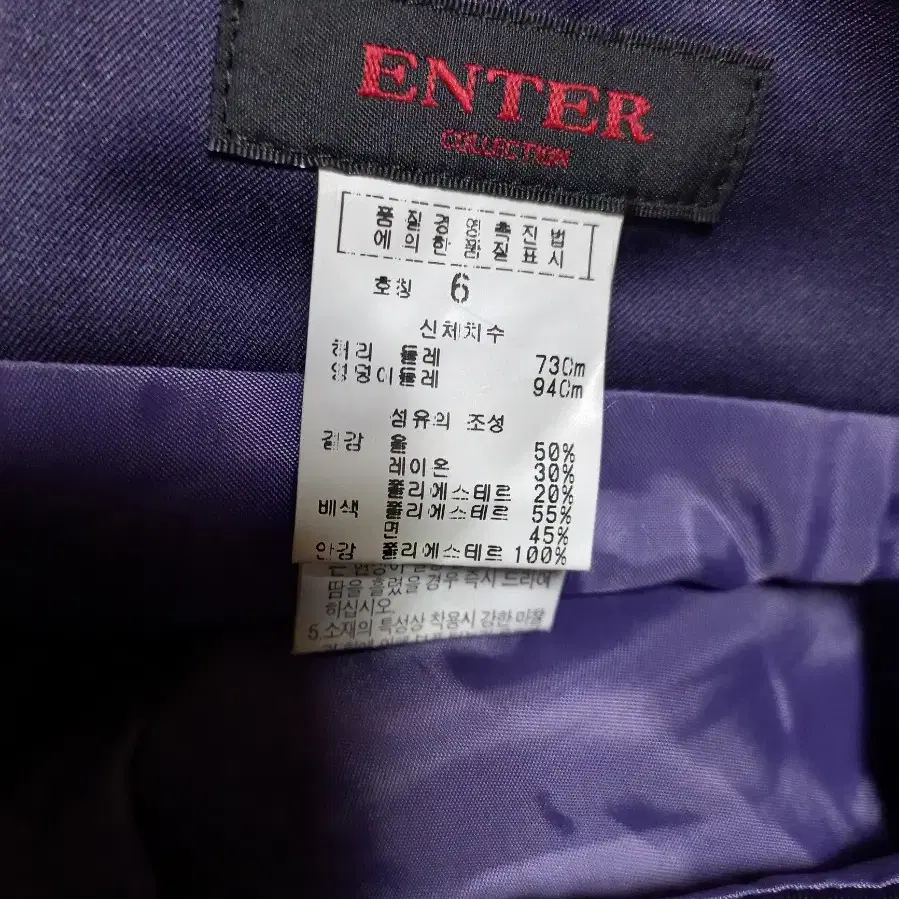 ENTER
COLLECTION
품질경영촉진법
에의한 품질표시
호칭 6
신체치수
허리 둘레 73Cm
엉덩이둘레 94Cm
섬유의 조성
겉감 울 50%
레이온 30%
폴리에스테르 20%
배색 폴리에스테르 55%
면 45%
안감 폴리에스테르 100%
땀을 흘렸을 경우 즉시 드리이
하십시오
5.소재의 특성상 착용시 강한 마찰